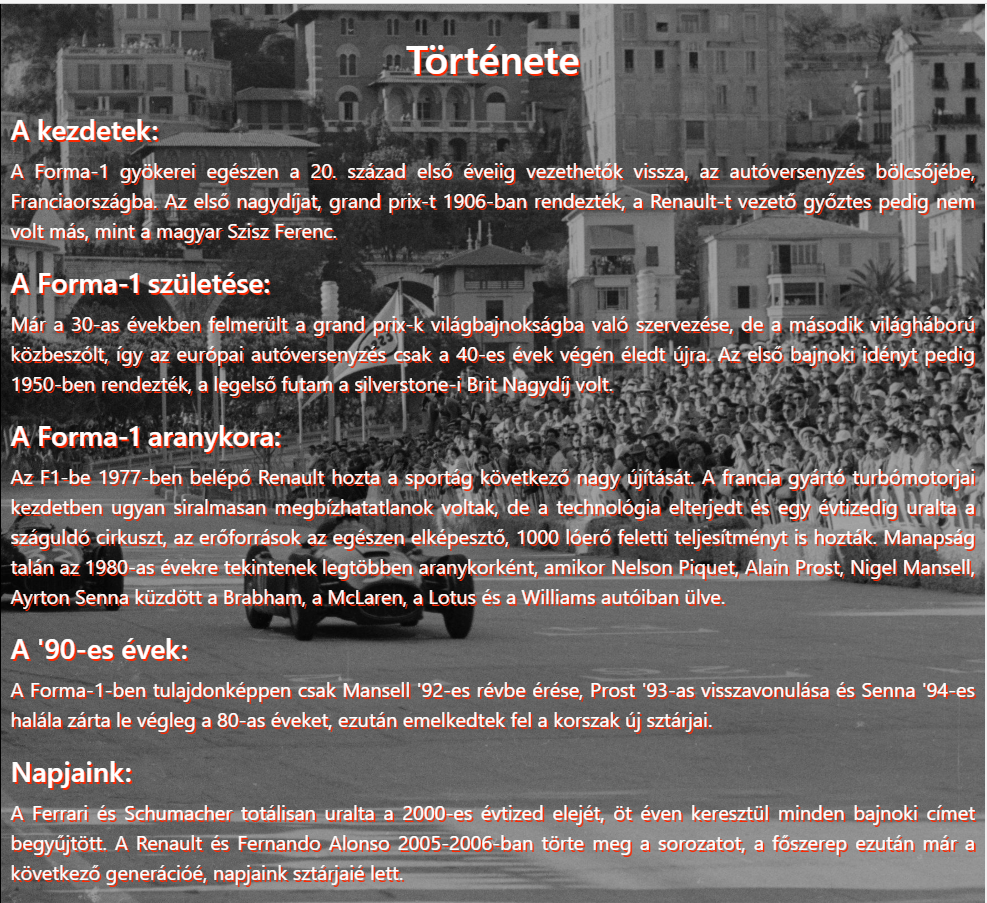 Története
A kezdetek:
A Forma-1 gyökerei egészen a 20. század első éveiig vezethetők vissza, az autóversenyzés bölcsőjébe,
Franciaországba. Az első nagydíjat, grand prix-t 1906-ban rendezték, a Renault-t vezető győztes pedig nem
volt más, mint a magyar Szisz Ferenc.
A Forma-1 születése:
Már a 30-as években felmerült a grand prix-k világbajnokságba való szervezése, de a második világháború
közbeszólt, így az európai autóversenyzés csak a 40-es évek végén éledt újra. Az első bajnoki idényt pedig
1950-ben rendezték, a legelső futam a silverstone-i Brit Nagydíj volt.
A Forma-1 aranykora:
Az F1-be 1977-ben belépő Renault hozta a sportág következő nagy újítását. A francia gyártó turbómotorjai
kezdetben ugyan siralmasan megbízhatatlanok voltak, de a technológia elterjedt és egy évtizedig uralta a
száguldó cirkuszt, az erőforrások az egészen elképesztő, 1000 lóerő feletti teljesítményt is hozták. Manapság
talán az 1980-as évekre tekintenek legtöbben aranykorként, amikor Nelson Piquet, Alain Prost, Nigel Mansell,
Ayrton Senna küzdött a Brabham, a McLaren, a Lotus és a Williams autóiban ülve.
A '90-es évek:
A Forma-1-ben tulajdonképpen csak Mansell '92-es révbe érése, Prost '93-as visszavonulása és Senna '94-es
halála zárta le végleg a 80-as éveket, ezután emelkedtek fel a korszak új sztárjai.
Napjaink:
A Ferrari és Schumacher totálisan uralta a 2000-es évtized elejét, öt éven keresztül minden bajnoki címet
begyűjtött. A Renault és Fernando Alonso 2005-2006-ban törte meg a sorozatot, a főszerep ezután már a
következő generációé, napjaink sztárjaié lett.